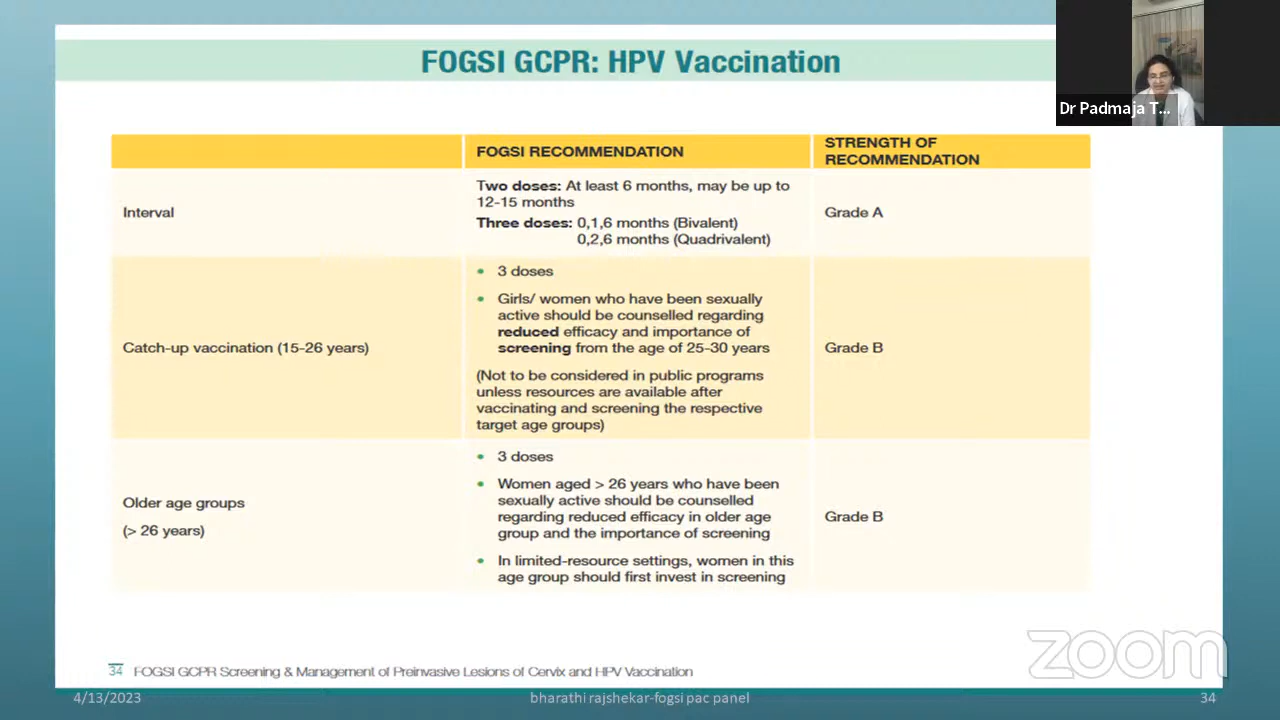 FOGSI GCPR: HPV Vaccination
Dr Padmaja T...
FOGSI RECOMMENDATION
STRENGTH OF
RECOMMENDATION
Interval
Two doses: At least 6 months, may be up to
12-15 months
Three doses: 0,1,6 months (Bivalent)
0,2,6 months (Quadrivalent)
Grade A
Catch-up vaccination (15-26 years)
• 3 doses
• Girls/ women who have been sexually
active should be counselled regarding
reduced efficacy and importance of
screening from the age of 25-30 years
(Not to be considered in public programs
unless resources are available after
vaccinating and screening the respective
target age groups)
Grade B
Older age groups
(> 26 years)
• 3 doses
• Women aged > 26 years who have been
sexually active should be counselled
regarding reduced efficacy in older age
group and the importance of screening
• In limited-resource settings, women in this
age group should first invest in screening
Grade B
zoom
34 FOGSI GCPR Screening & Management of Preinvasive Lesions of Cervix and HPV Vaccination
4/13/2023
bharathi rajshekar-fogsi pac panel
34